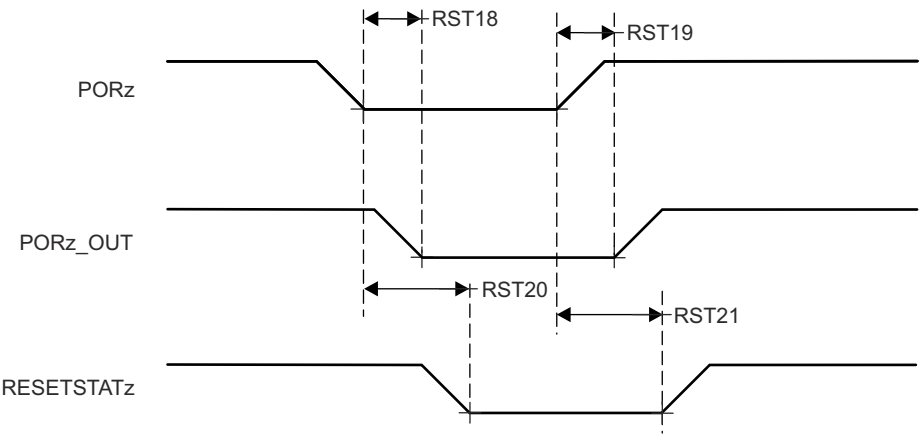 RST18
RST19
PORz
PORz_OUT
RST20
RST21
RESETSTATz